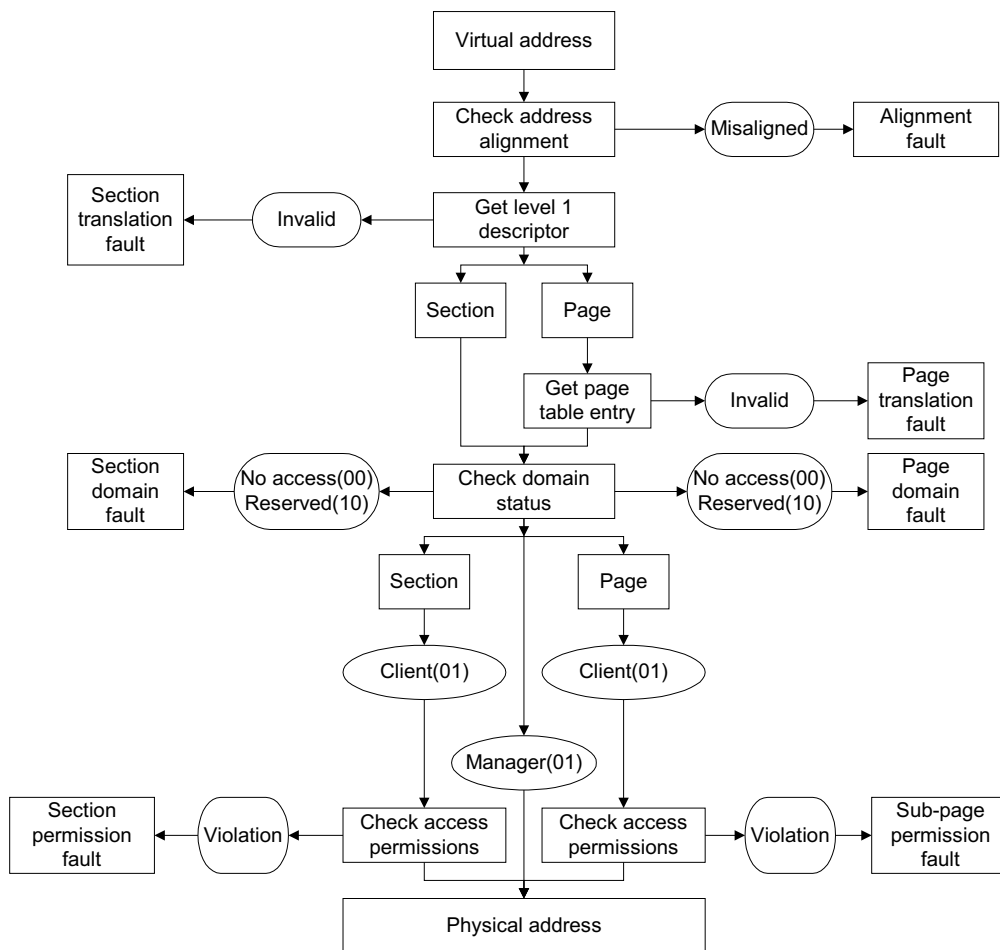 Virtual address
Check address
alignment
Misaligned
Alignment
fault
Section
translation
fault
Invalid
Get level 1
descriptor
Section
Page
Get page
table entry
Invalid
Page
translation
fault
Section
domain
fault
No access(00)
Reserved(10)
Check domain
status
No access(00)
Reserved(10)
Page
domain
fault
Section
Page
Client(01)
Client(01)
Manager(01)
Section
permission
fault
Violation
Check access
permissions
Check access
permissions
Violation
Sub-page
permission
fault
Physical address